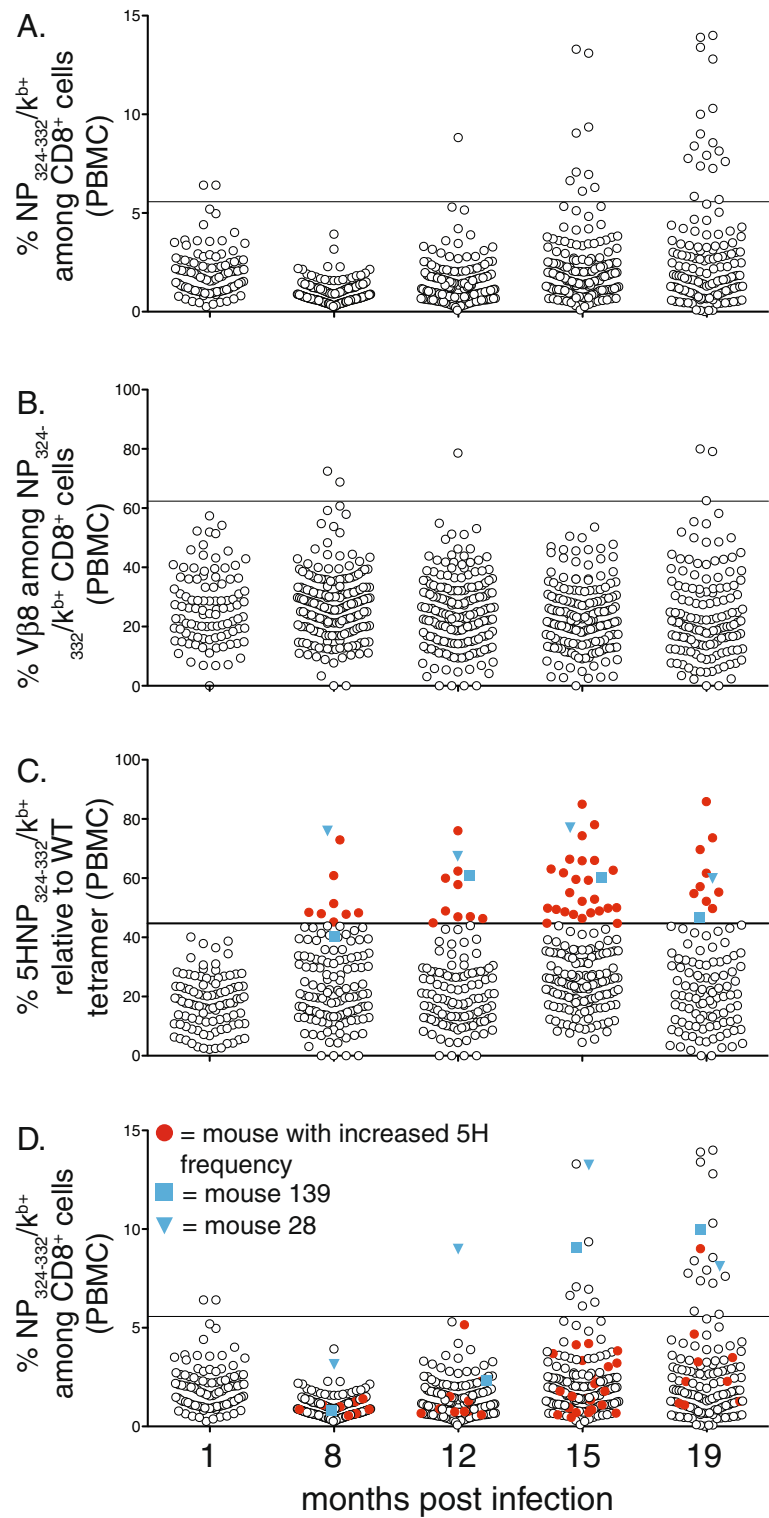 A.
% NP324-332/kb+
among CD8+ cells
(PBMC)
15
10
5
0
B.
% Vβ8 among NP324-
332/kb+ CD8+ cells
(PBMC)
100
80
60
40
20
0
C.
% 5HNP324-332/kb+
relative to WT
tetramer (PBMC)
100
80
60
40
20
0
D.
% NP324-332/kb+
among CD8+ cells
(PBMC)
15
10
5
0
= mouse with increased 5H
frequency
= mouse 139
= mouse 28
1 8 12 15 19
months post infection